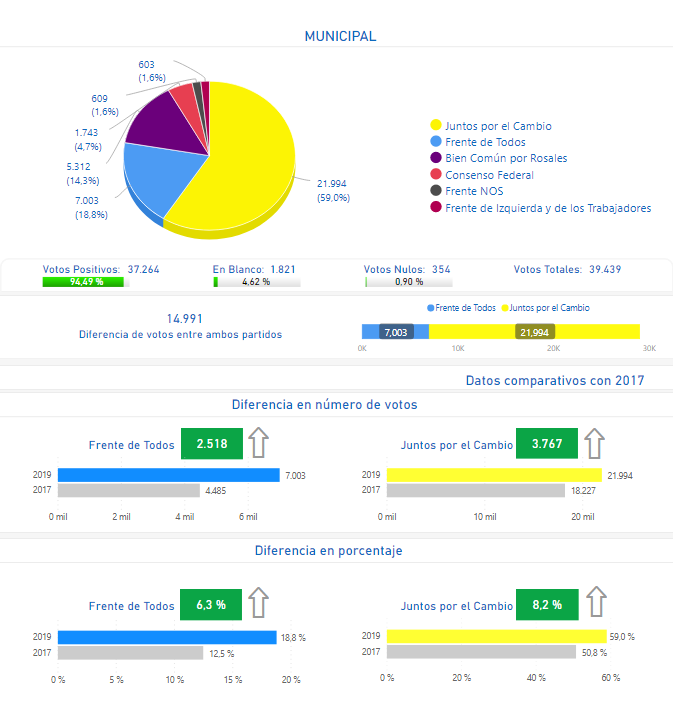 MUNICIPAL
603
(1,6%)
609
(1,6%)
1.743
(4,7%)
5.312
(14,3%)
7.003
(18,8%)
21.994
(59,0%)
Juntos por el Cambio
Frente de Todos
Bien Común por Rosales
Consenso Federal
Frente NOS
Frente de Izquierda y de los Trabajadores
Votos Positivos: 37.264
94,49 %
En Blanco: 1.821
4,62 %
Votos Nulos: 354
0,90 %
Votos Totales: 39.439
14.991
Diferencia de votos entre ambos partidos
Frente de Todos Juntos por el Cambio
7,003 21,994
0K 10K 20K 30K
Datos comparativos con 2017
Diferencia en número de votos
Frente de Todos 2.518
2019 7.003
2017 4.485
0 mil 2 mil 4 mil 6 mil
Juntos por el Cambio 3.767
2019 21.994
2017 18.227
0 mil 10 mil 20 mil
Diferencia en porcentaje
Frente de Todos 6,3 %
2019 18,8 %
2017 12,5 %
0 % 5 % 10 % 15 % 20 %
Juntos por el Cambio 8,2 %
2019 59,0 %
2017 50,8 %
0 % 20 % 40 % 60 %